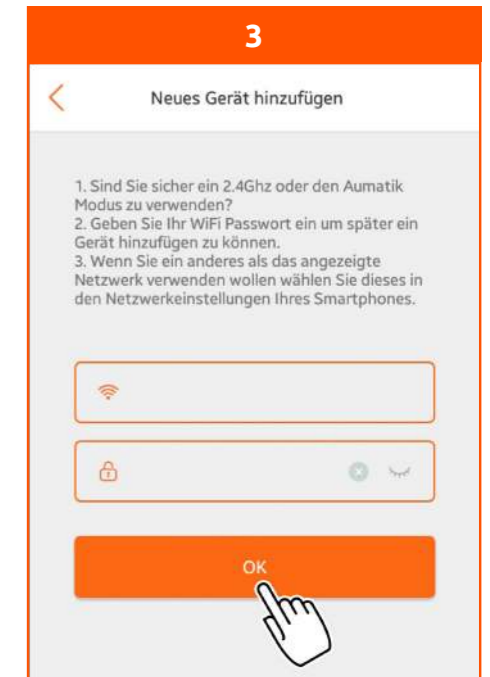 3
Neues Gerät hinzufügen
1. Sind Sie sicher ein 2.4Ghz oder den Aumatik
Modus zu verwenden?
2. Geben Sie Ihr WiFi Passwort ein um später ein
Gerät hinzufügen zu können.
3. Wenn Sie ein anderes als das angezeigte
Netzwerk verwenden wollen wählen Sie dieses in
den Netzwerkeinstellungen Ihres Smartphones.
OK